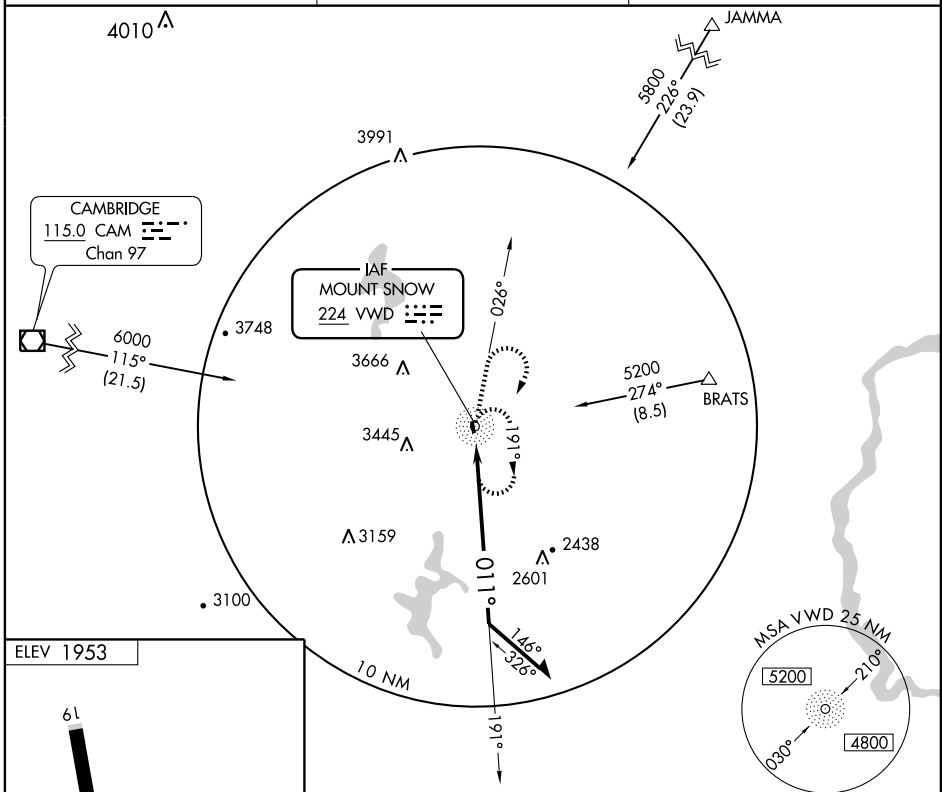 4010
JAMMA
5800
226°
(23.9)
3991
CAMBRIDGE
115.0 CAM
Chan 97
IAF
MOUNT SNOW
224 VWD
026°
3748
6000
115°
(21.5)
3666
5200
274°
(8.5)
BRATS
3445
191°
3159
2438
2601
011°
3100
146°
326°
10 NM
191°
MSA VWD 25 NM
5200
210°
030°
4800
ELEV 1953
19